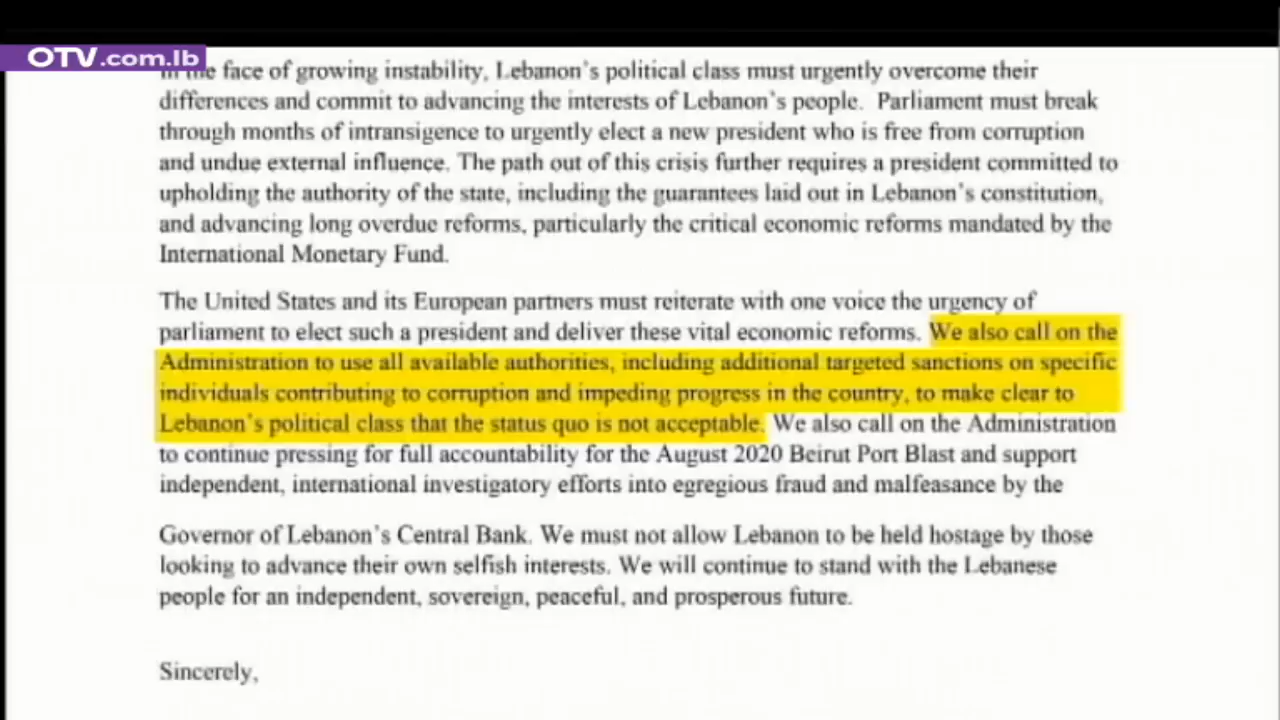 OTV.com.lb
In the face of growing instability, Lebanon's political class must urgently overcome their
differences and commit to advancing the interests of Lebanon's people. Parliament must break
through months of intransigence to urgently elect a new president who is free from corruption
and undue external influence. The path out of this crisis further requires a president committed to
upholding the authority of the state, including the guarantees laid out in Lebanon's constitution,
and advancing long overdue reforms, particularly the critical economic reforms mandated by the
International Monetary Fund.
The United States and its European partners must reiterate with one voice the urgency of
parliament to elect such a president and deliver these vital economic reforms. We also call on the
Administration to use all available authorities, including additional targeted sanctions on specific
individuals contributing to corruption and impeding progress in the country, to make clear to
Lebanon's political class that the status quo is not acceptable. We also call on the Administration
to continue pressing for full accountability for the August 2020 Beirut Port Blast and support
independent, international investigatory efforts into egregious fraud and malfeasance by the
Governor of Lebanon's Central Bank. We must not allow Lebanon to be held hostage by those
looking to advance their own selfish interests. We will continue to stand with the Lebanese
people for an independent, sovereign, peaceful, and prosperous future.
Sincerely,